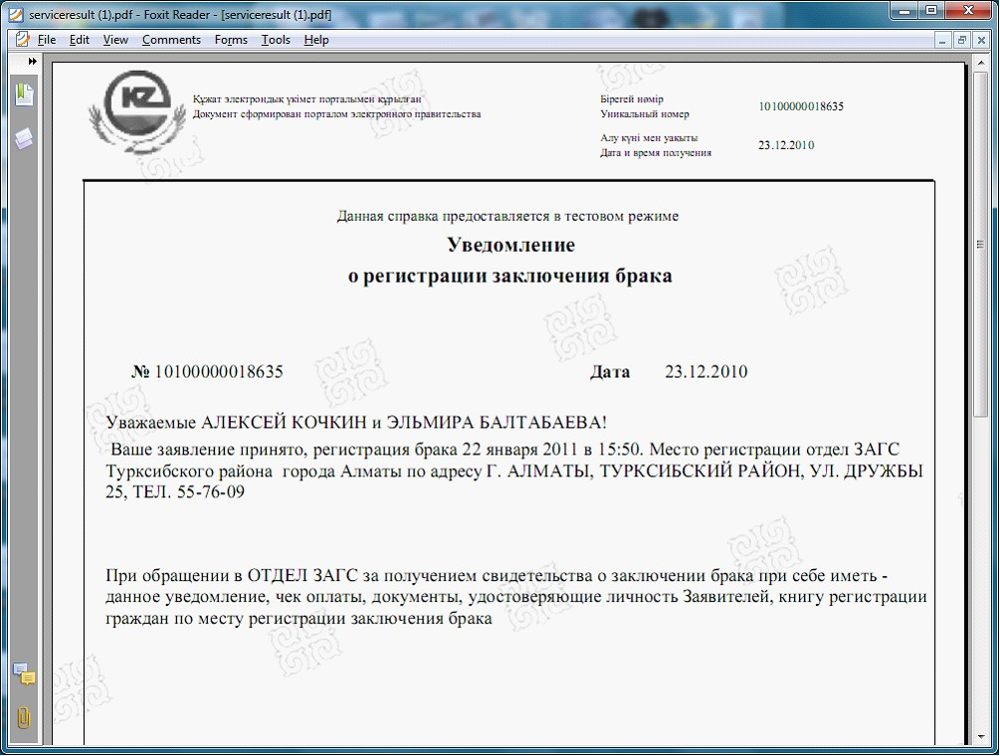 serviceresult (1).pdf - Foxit Reader - [serviceresult (1).pdf]
File Edit View Comments Forms Tools Help
KZ
Құжат электрондық үкімет порталымен құрылған
Документ сформирован порталом электронного правительства
Бірегей нөмір
Уникальный номер
10100000018635
Алу күні мен уақыты
Дата и время получения
23.12.2010
Данная справка предоставляется в тестовом режиме
Уведомление
о регистрации заключения брака
№ 10100000018635 Дата 23.12.2010
Уважаемые АЛЕКСЕЙ КОЧКИН и ЭЛЬМИРА БАЛТАБАЕВА!
Ваше заявление принято, регистрация брака 22 января 2011 в 15:50. Место регистрации отдел ЗАГС
Турксибского района города Алматы по адресу Г. АЛМАТЫ, ТУРКСИБСКИЙ РАЙОН, УЛ. ДРУЖБЫ
25, ТЕЛ. 55-76-09
При обращении в ОТДЕЛ ЗАГС за получением свидетельства о заключении брака при себе иметь -
данное уведомление, чек оплаты, документы, удостоверяющие личность Заявителей, книгу регистрации
граждан по месту регистрации заключения брака